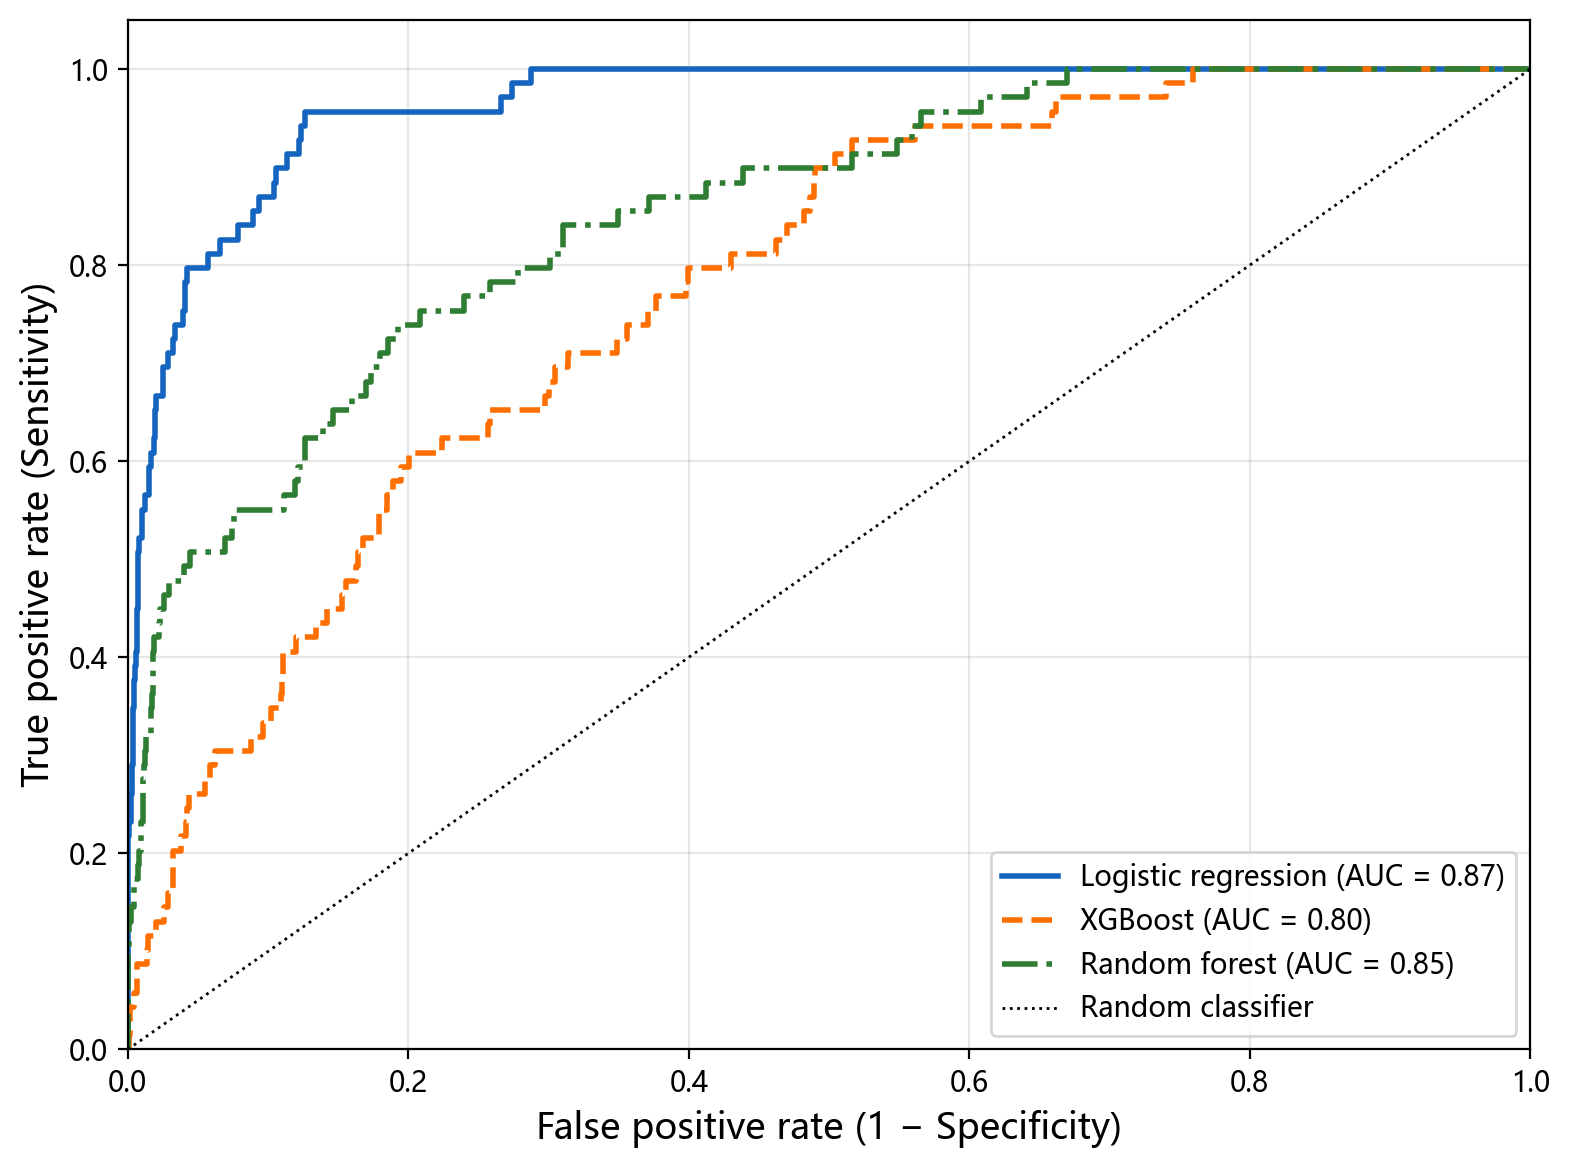 True positive rate (Sensitivity)
1.0
0.8
0.6
0.4
0.2
0.0
0.0 0.2 0.4 0.6 0.8 1.0
False positive rate (1 − Specificity)
Logistic regression (AUC = 0.87)
XGBoost (AUC = 0.80)
Random forest (AUC = 0.85)
Random classifier